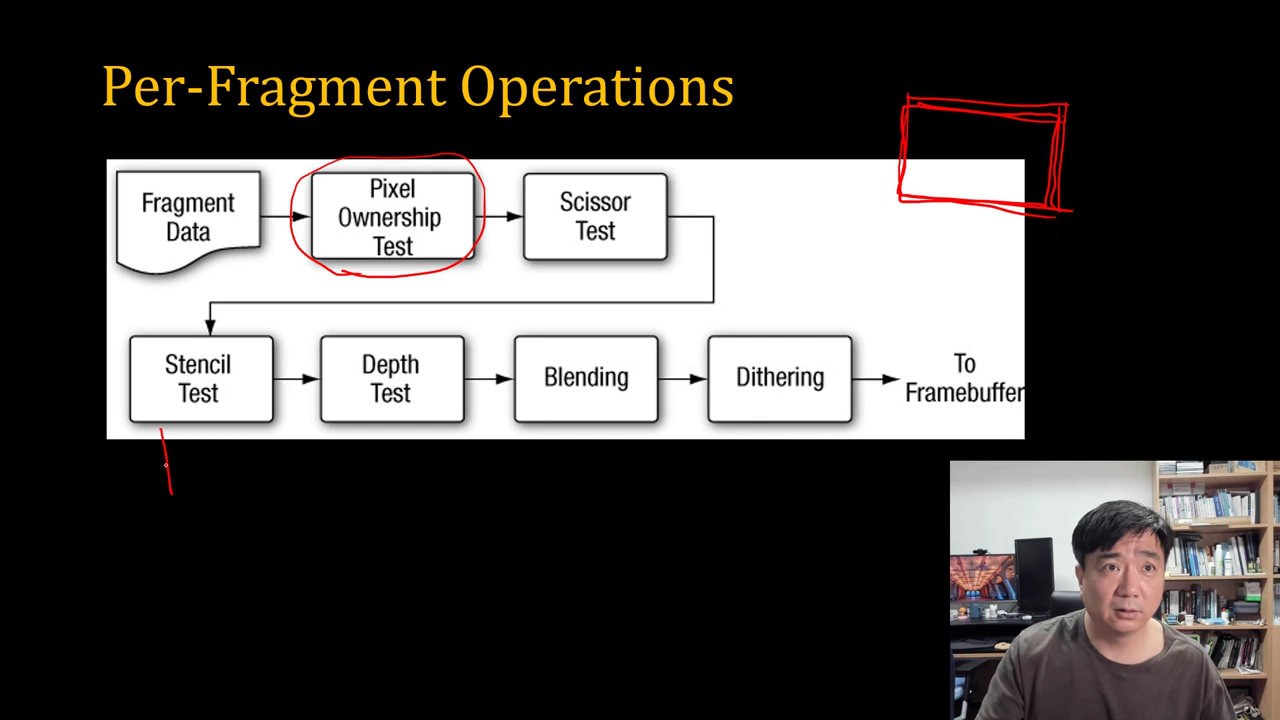 Per-Fragment Operations
Fragment
Data
Pixel
Ownership
Test
Scissor
Test
Stencil
Test
Depth
Test
Blending
Dithering
To
Framebuffer